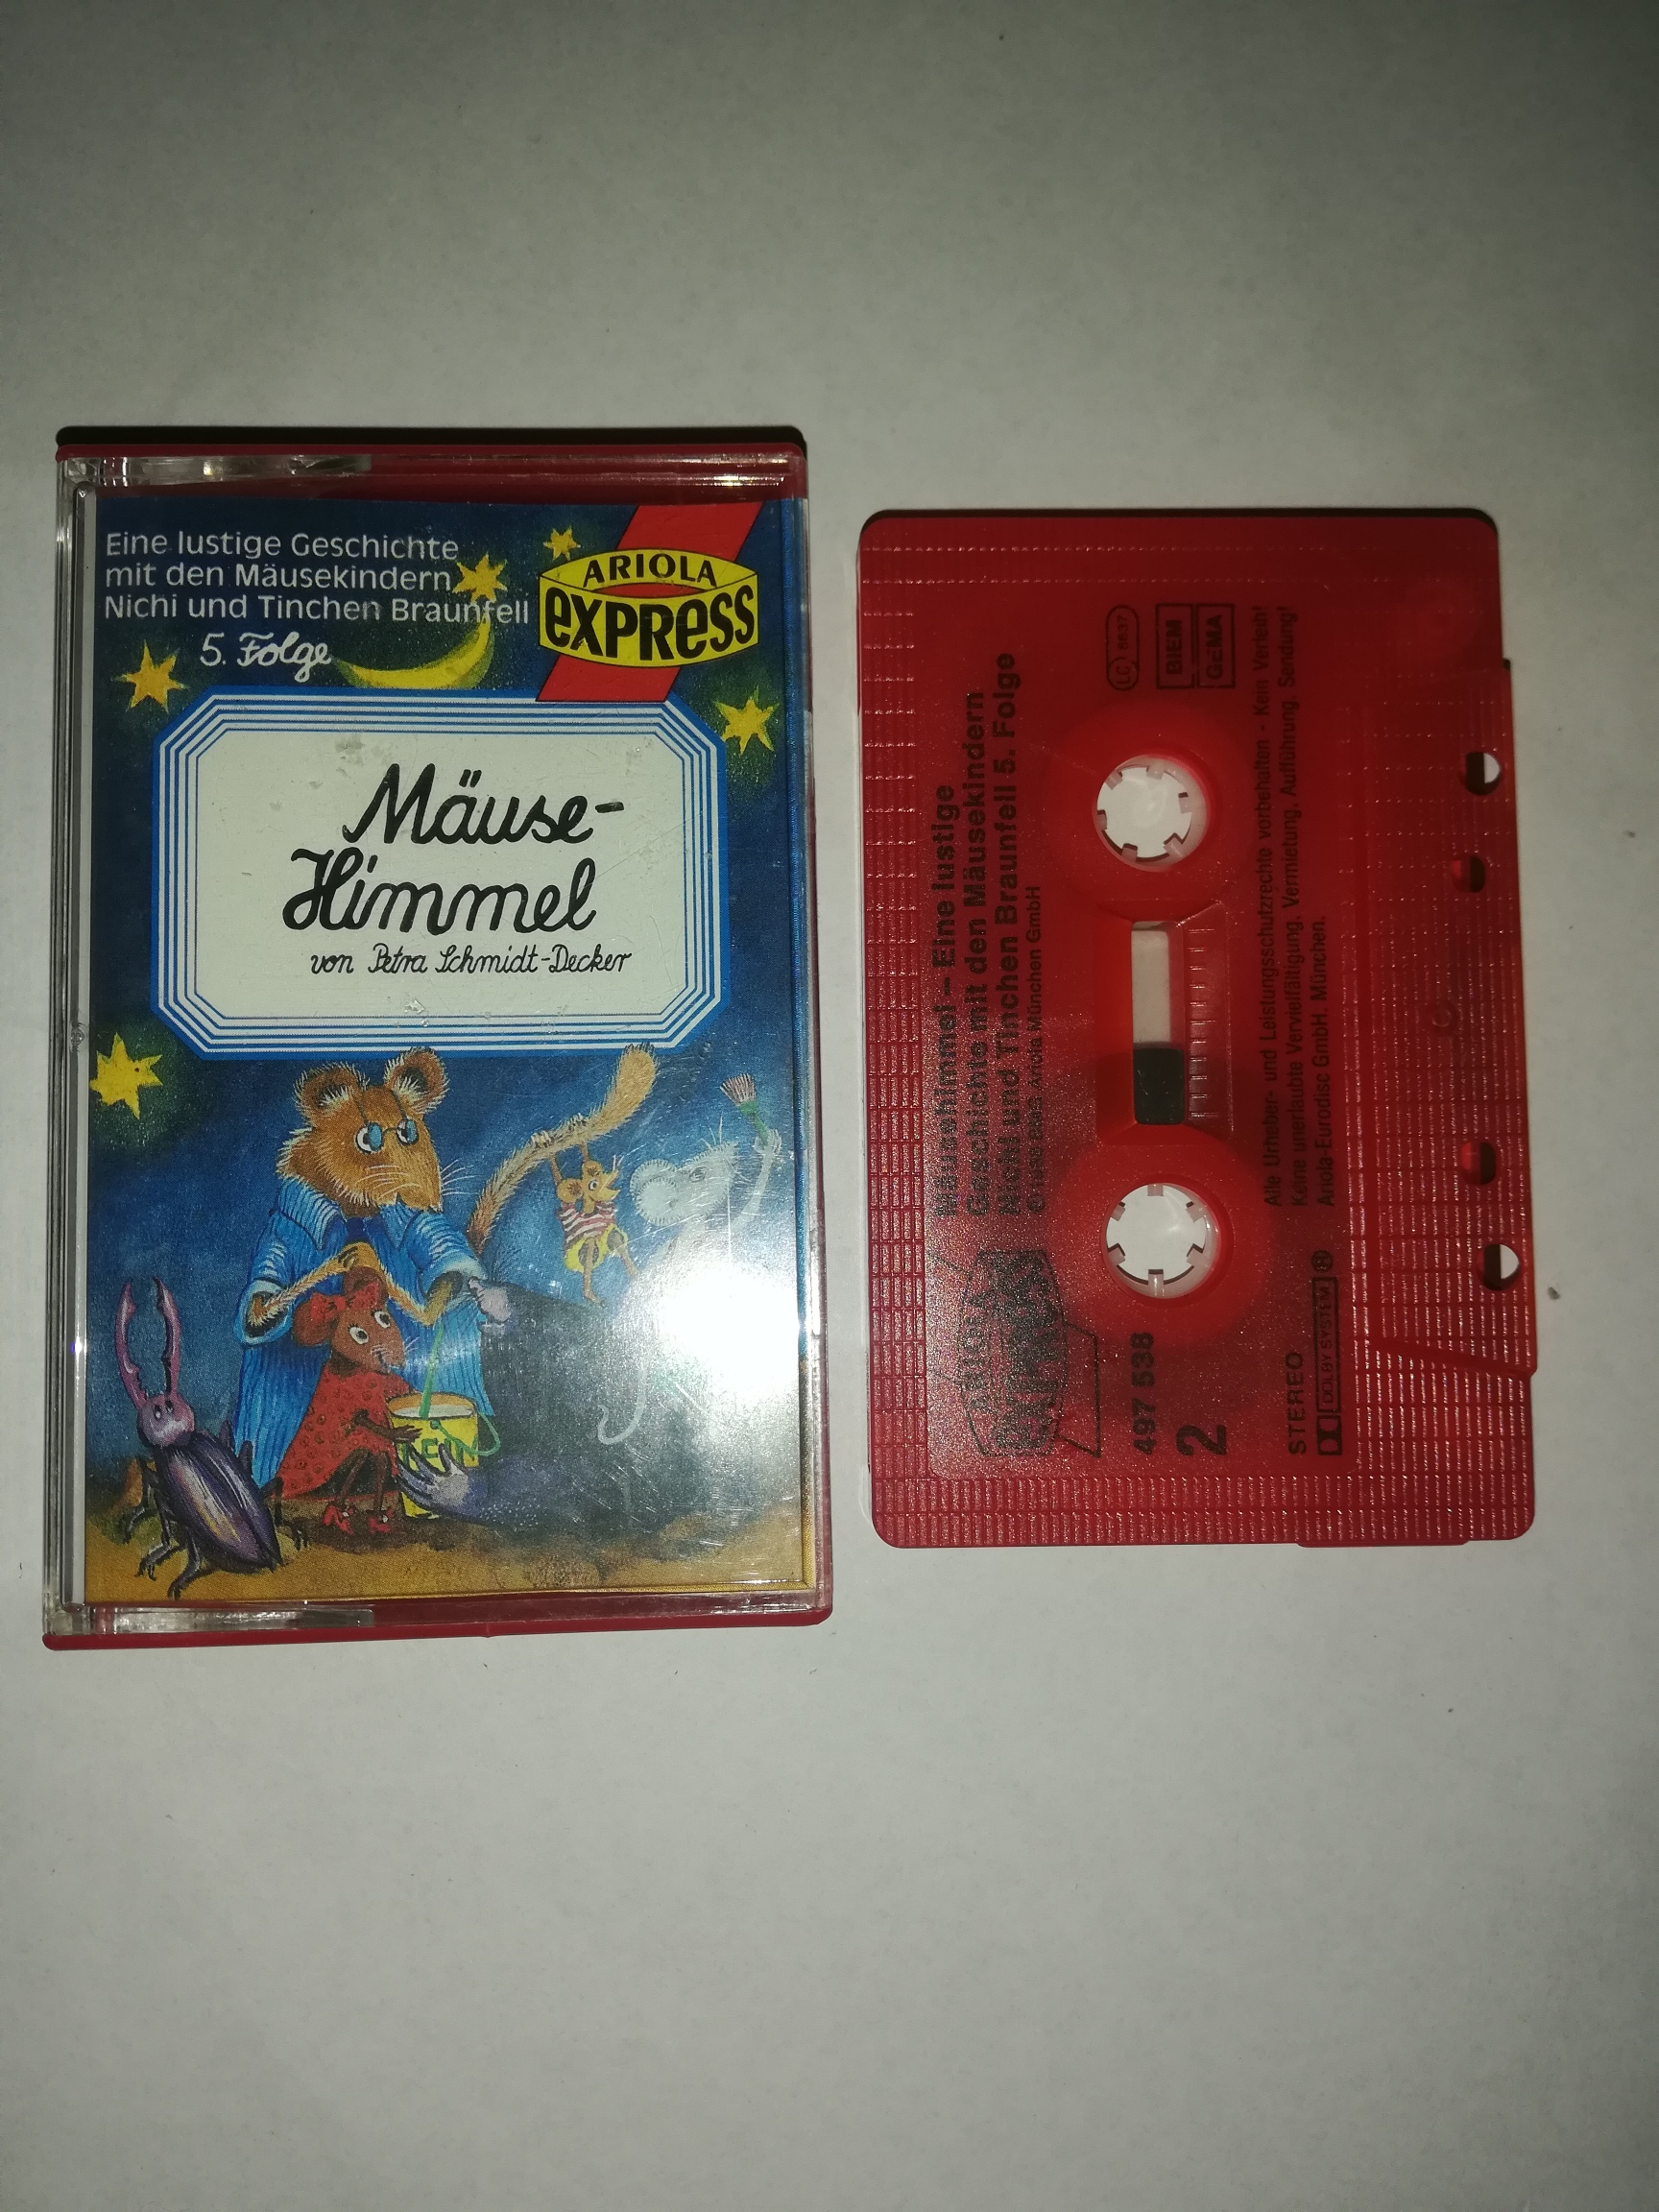 Eine lustige Geschichte
mit den Mäusekindern
Nichi und Tinchen Braunfell
5. Folge
ARIOLA
EXPRESS
Mäuse-
Himmel
von Petra Schmidt-Decker
Mäusehimmel – Eine lustige
Geschichte mit den Mäusekindern
Nichi und Tinchen Braunfell 5. Folge
Ariola München GmbH
LC 6637
BIEM
GEMA
497 538
2
STEREO
DOLBY SYSTEM ®
Alle Urheber- und Leistungsschutzrechte vorbehalten - Kein Verleih!
Keine unerlaubte Vervielfältigung. Vermietung. Aufführung. Sendung!
Ariola-Eurodisc GmbH. München.